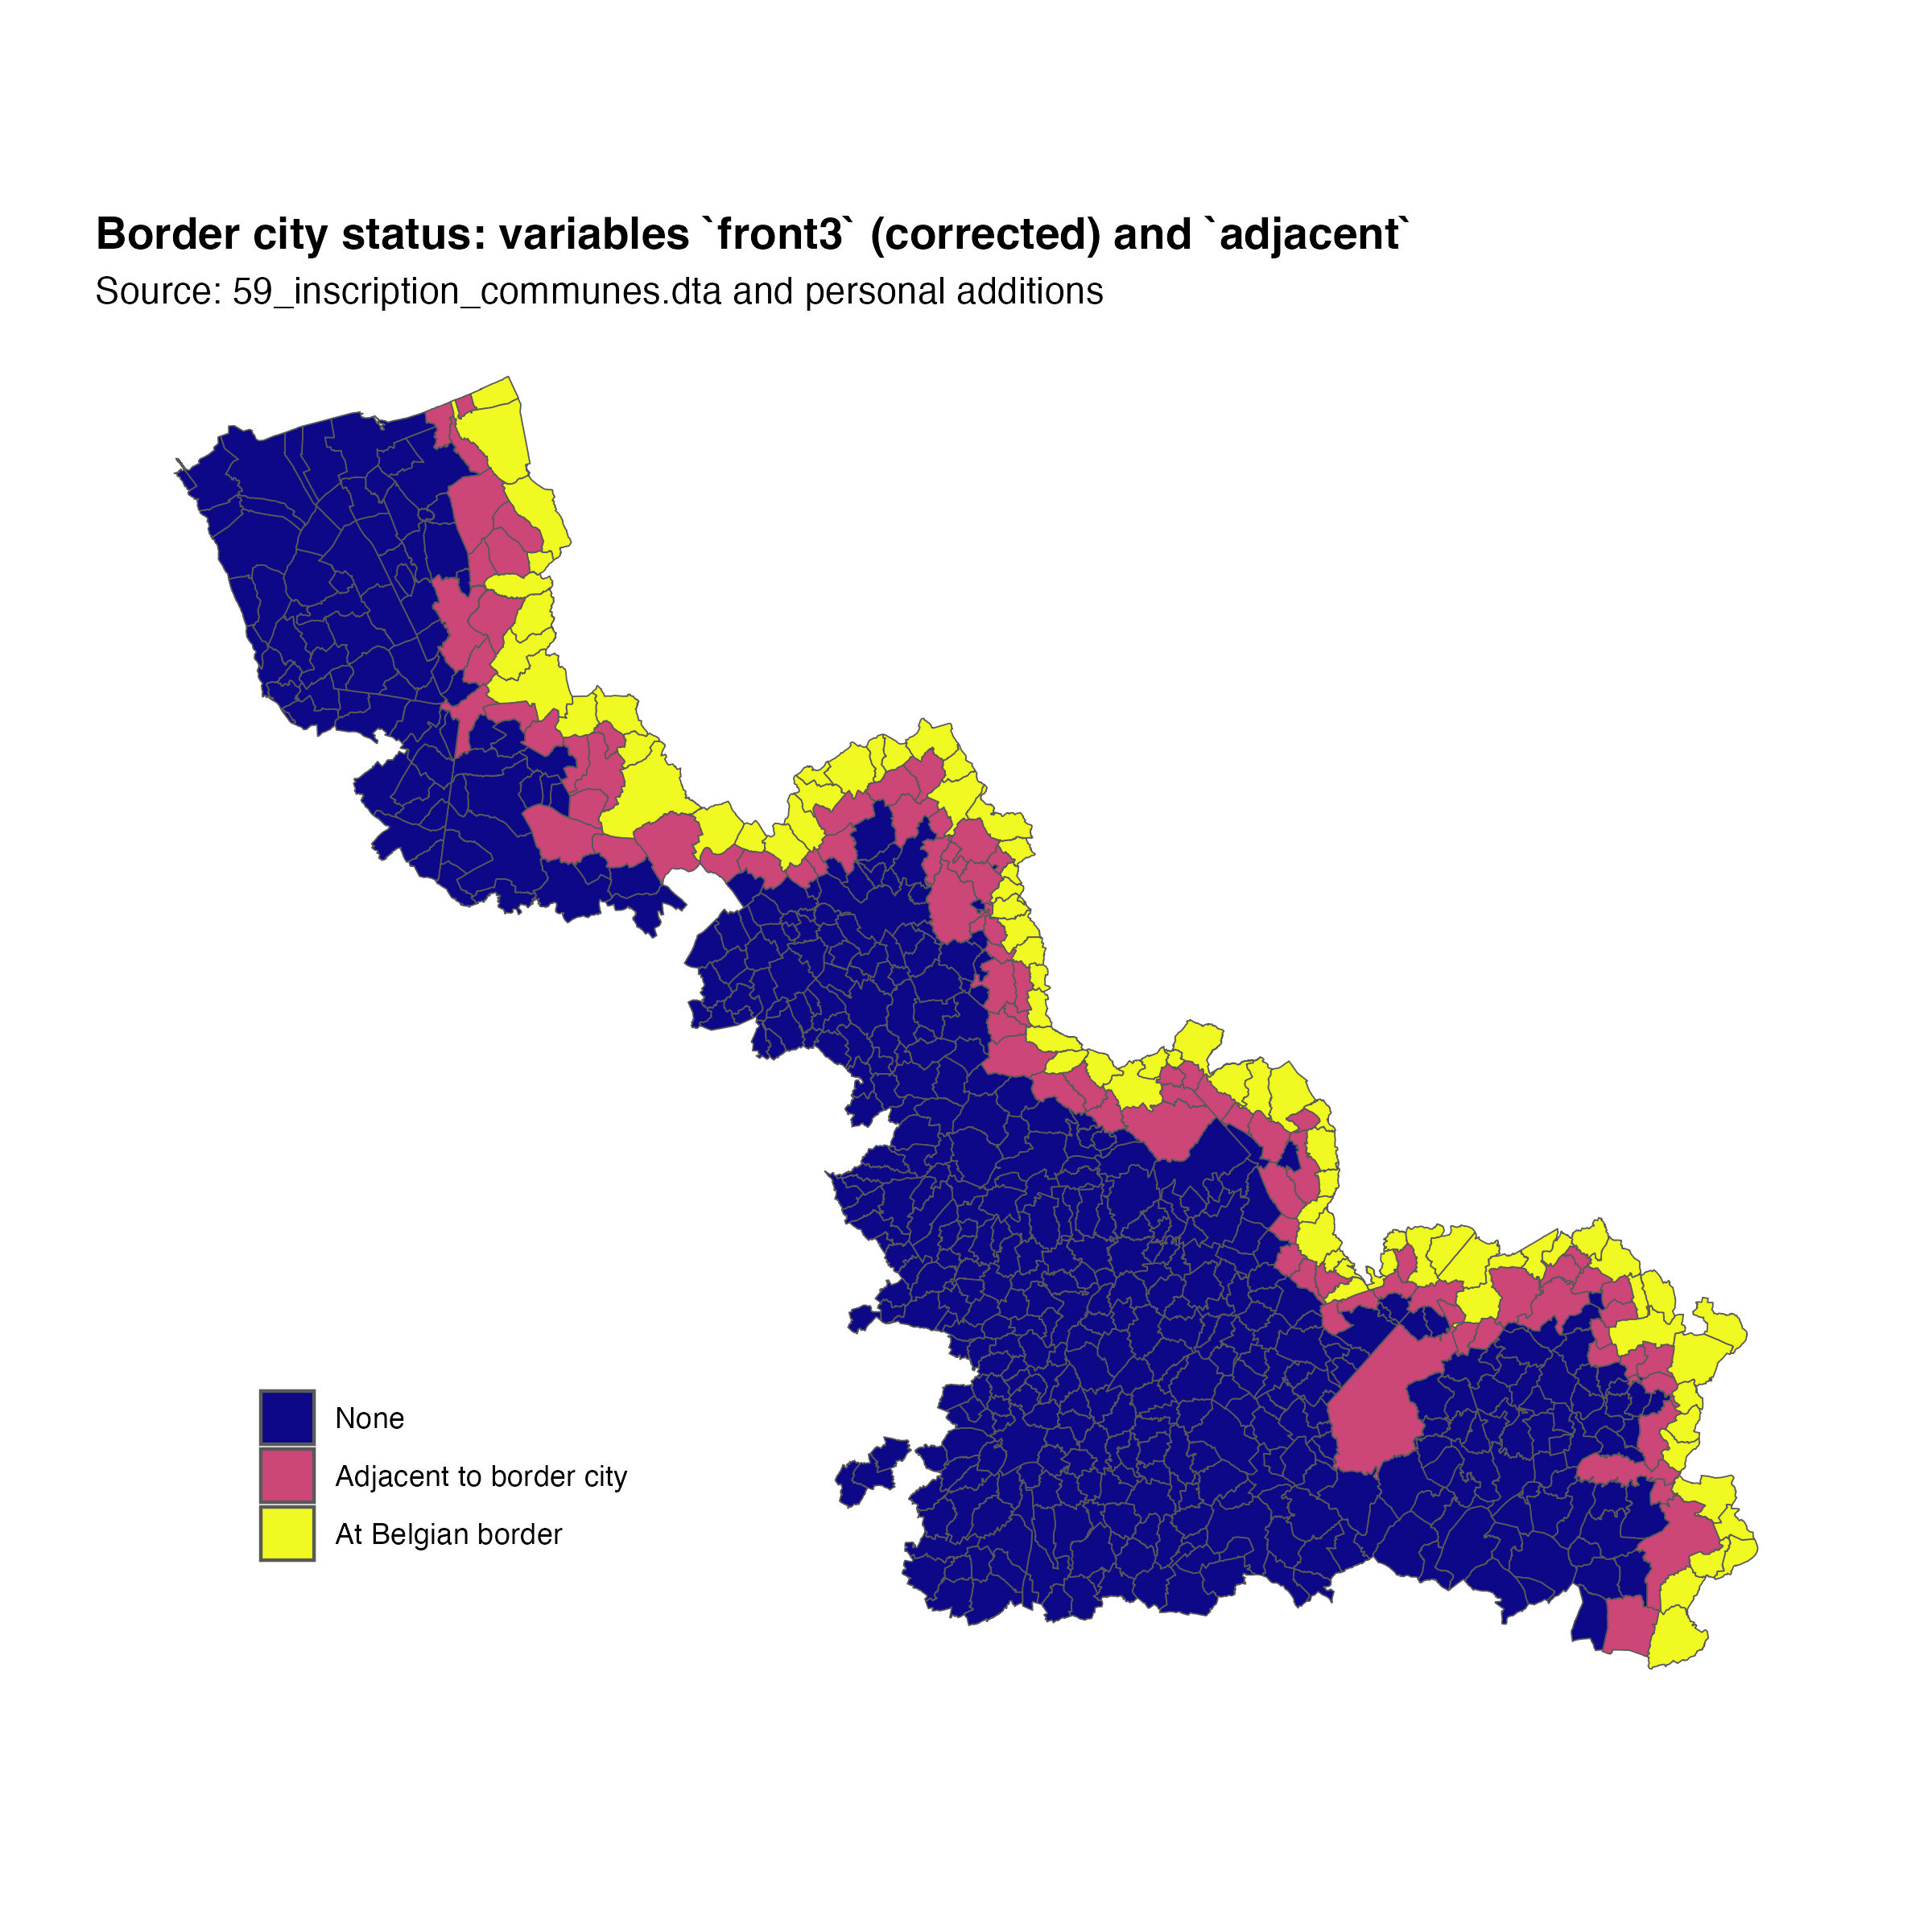 Border city status: variables `front3` (corrected) and `adjacent`
Source: 59_inscription_communes.dta and personal additions
None
Adjacent to border city
At Belgian border